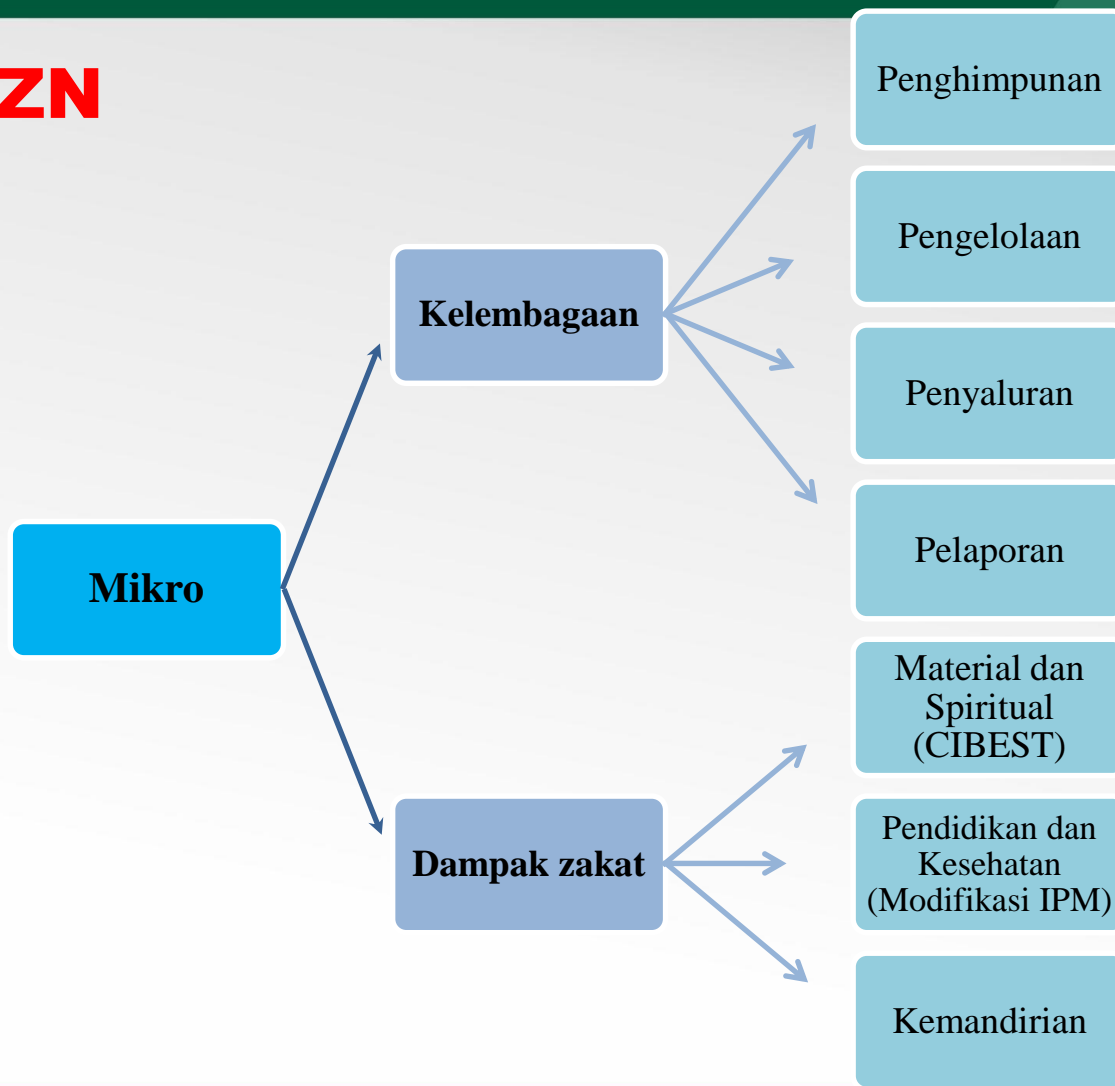 ZN
Mikro
Kelembagaan
Dampak zakat
Penghimpunan
Pengelolaan
Penyaluran
Pelaporan
Material dan
Spiritual
(CIBEST)
Pendidikan dan
Kesehatan
(Modifikasi IPM)
Kemandirian